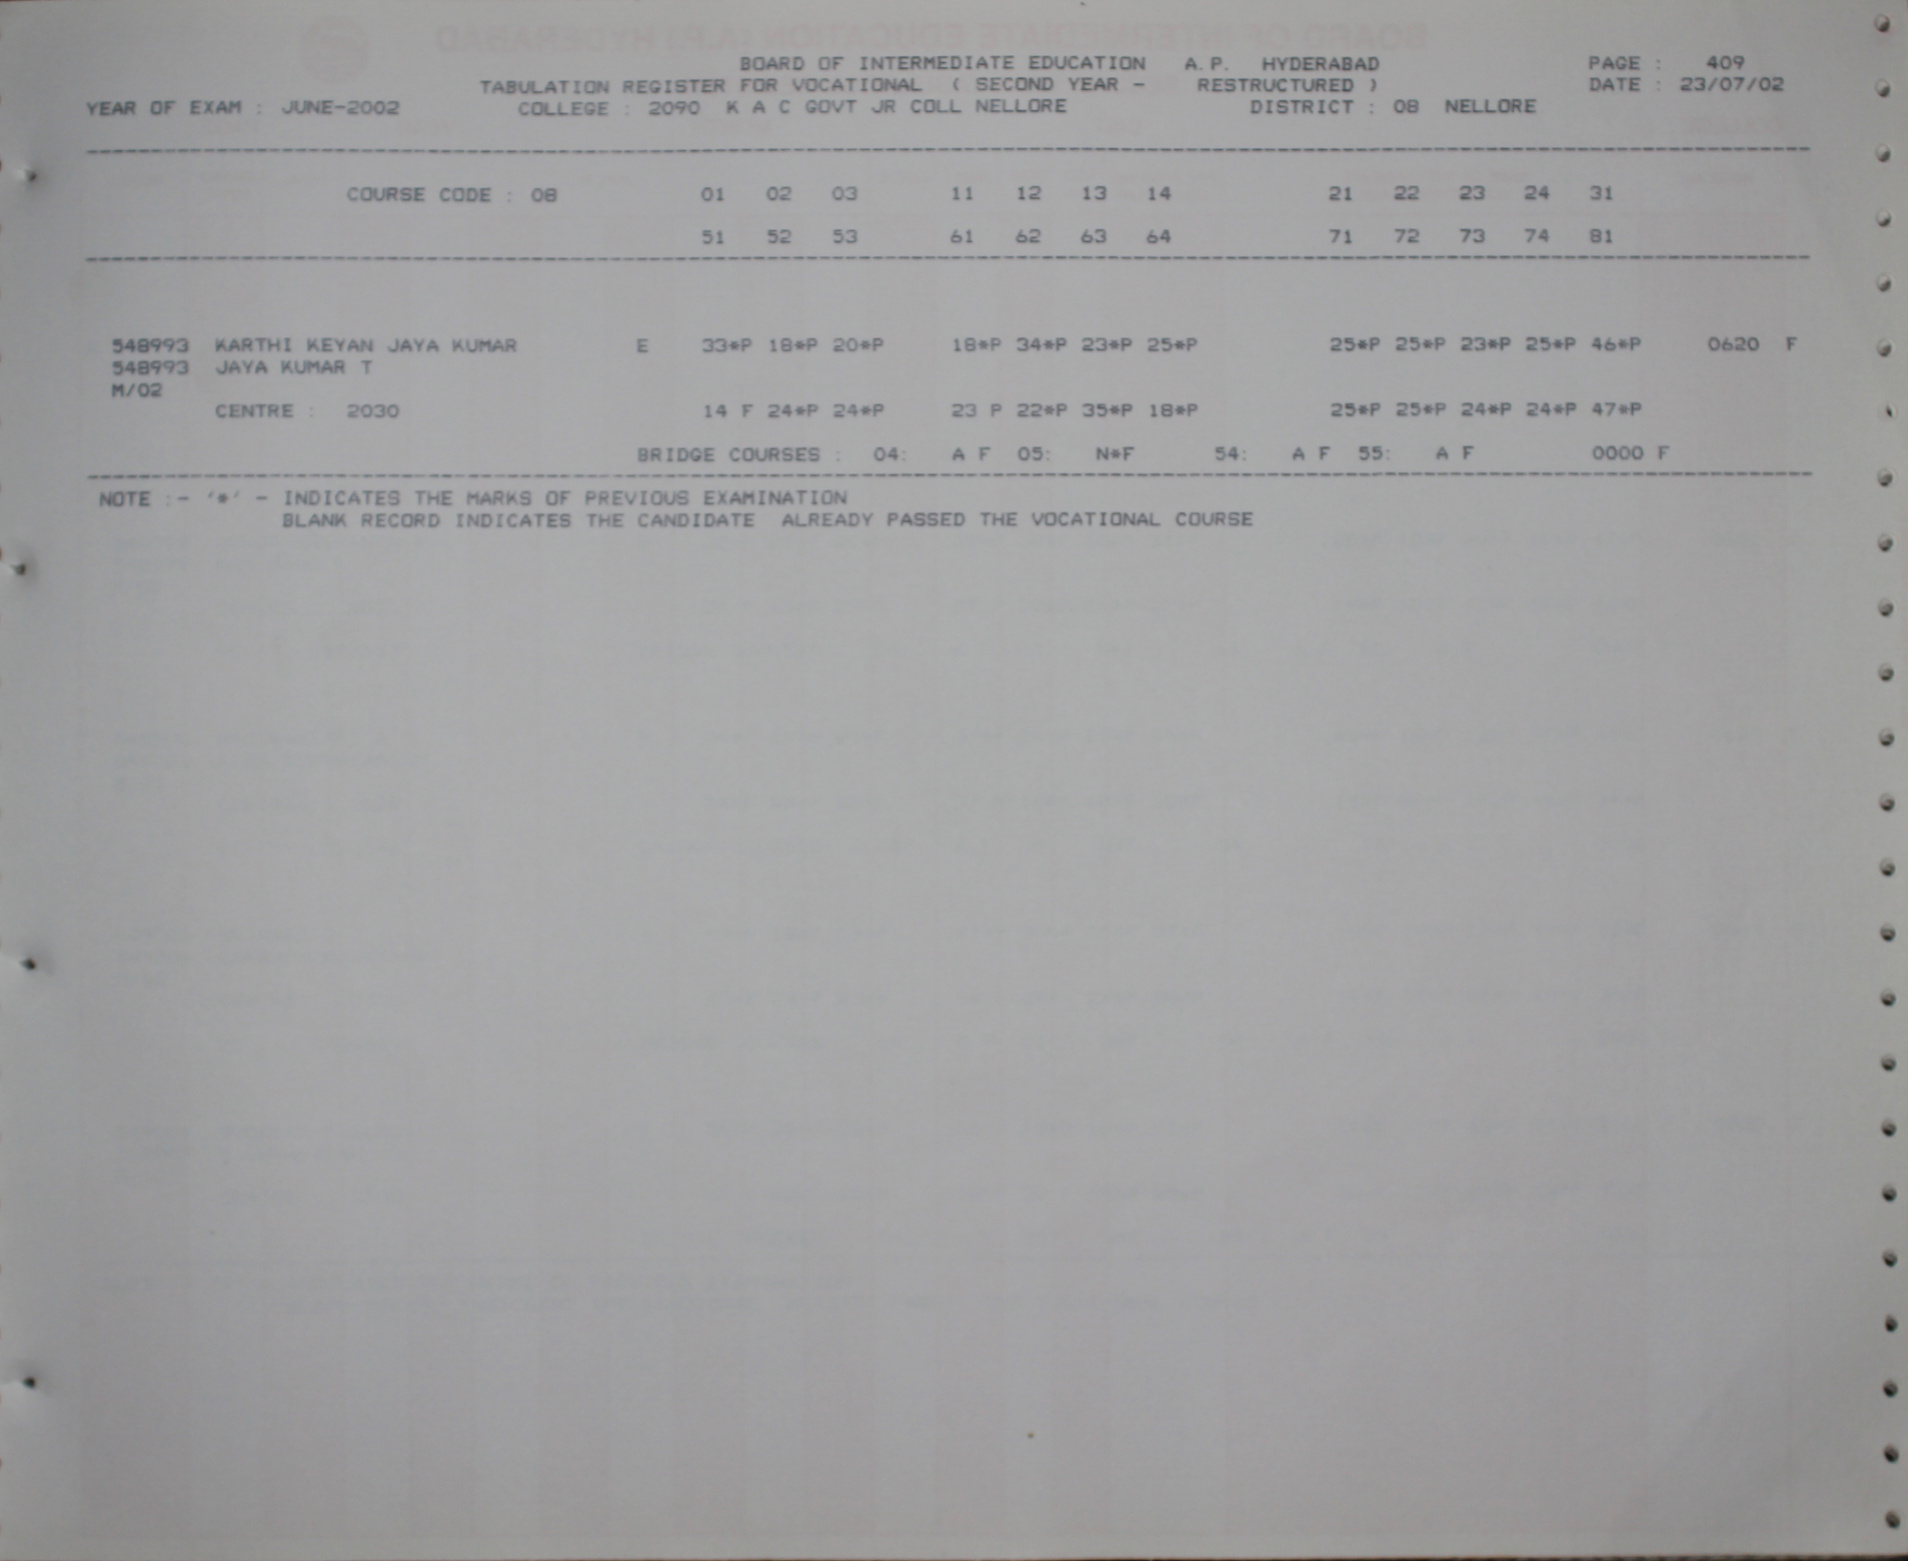 BOARD OF INTERMEDIATE EDUCATION A.P. HYDERABAD PAGE : 409
TABULATION REGISTER FOR VOCATIONAL ( SECOND YEAR - RESTRUCTURED ) DATE : 23/07/02
YEAR OF EXAM : JUNE-2002 COLLEGE : 2090 K A C GOVT JR COLL NELLORE DISTRICT : 08 NELLORE
COURSE CODE : 08 01 02 03 11 12 13 14 21 22 23 24 31
51 52 53 61 62 63 64 71 72 73 74 81
548993 KARTHI KEYAN JAYA KUMAR E 33*P 18*P 20*P 18*P 34*P 23*P 25*P 25*P 25*P 23*P 25*P 46*P 0620 F
548993 JAYA KUMAR T
M/02
CENTRE : 2030 14 F 24*P 24*P 23 P 22*P 35*P 18*P 25*P 25*P 24*P 24*P 47*P
BRIDGE COURSES : 04: A F 05: N*F 54: A F 55: A F 0000 F
NOTE :- '*' - INDICATES THE MARKS OF PREVIOUS EXAMINATION
BLANK RECORD INDICATES THE CANDIDATE ALREADY PASSED THE VOCATIONAL COURSE